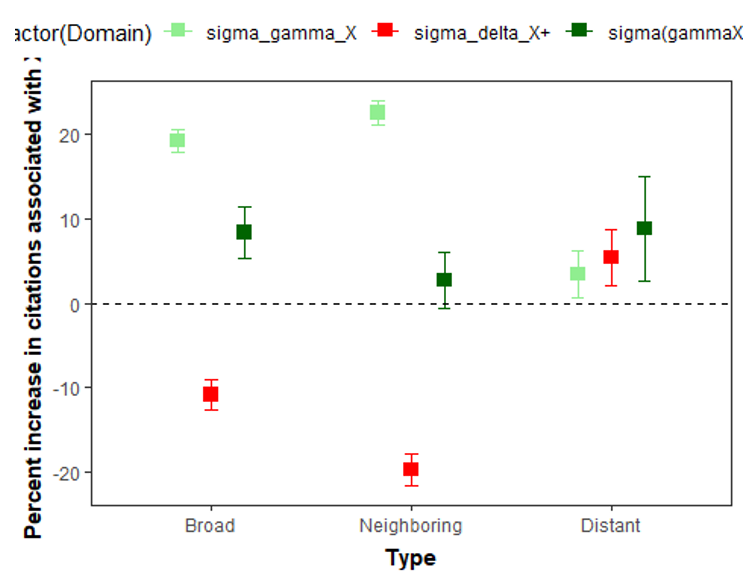 actor(Domain) sigma_gamma_X sigma_delta_X+ sigma(gammaX
Percent increase in citations associated with
20
10
0
-10
-20
Broad Neighboring Distant
Type